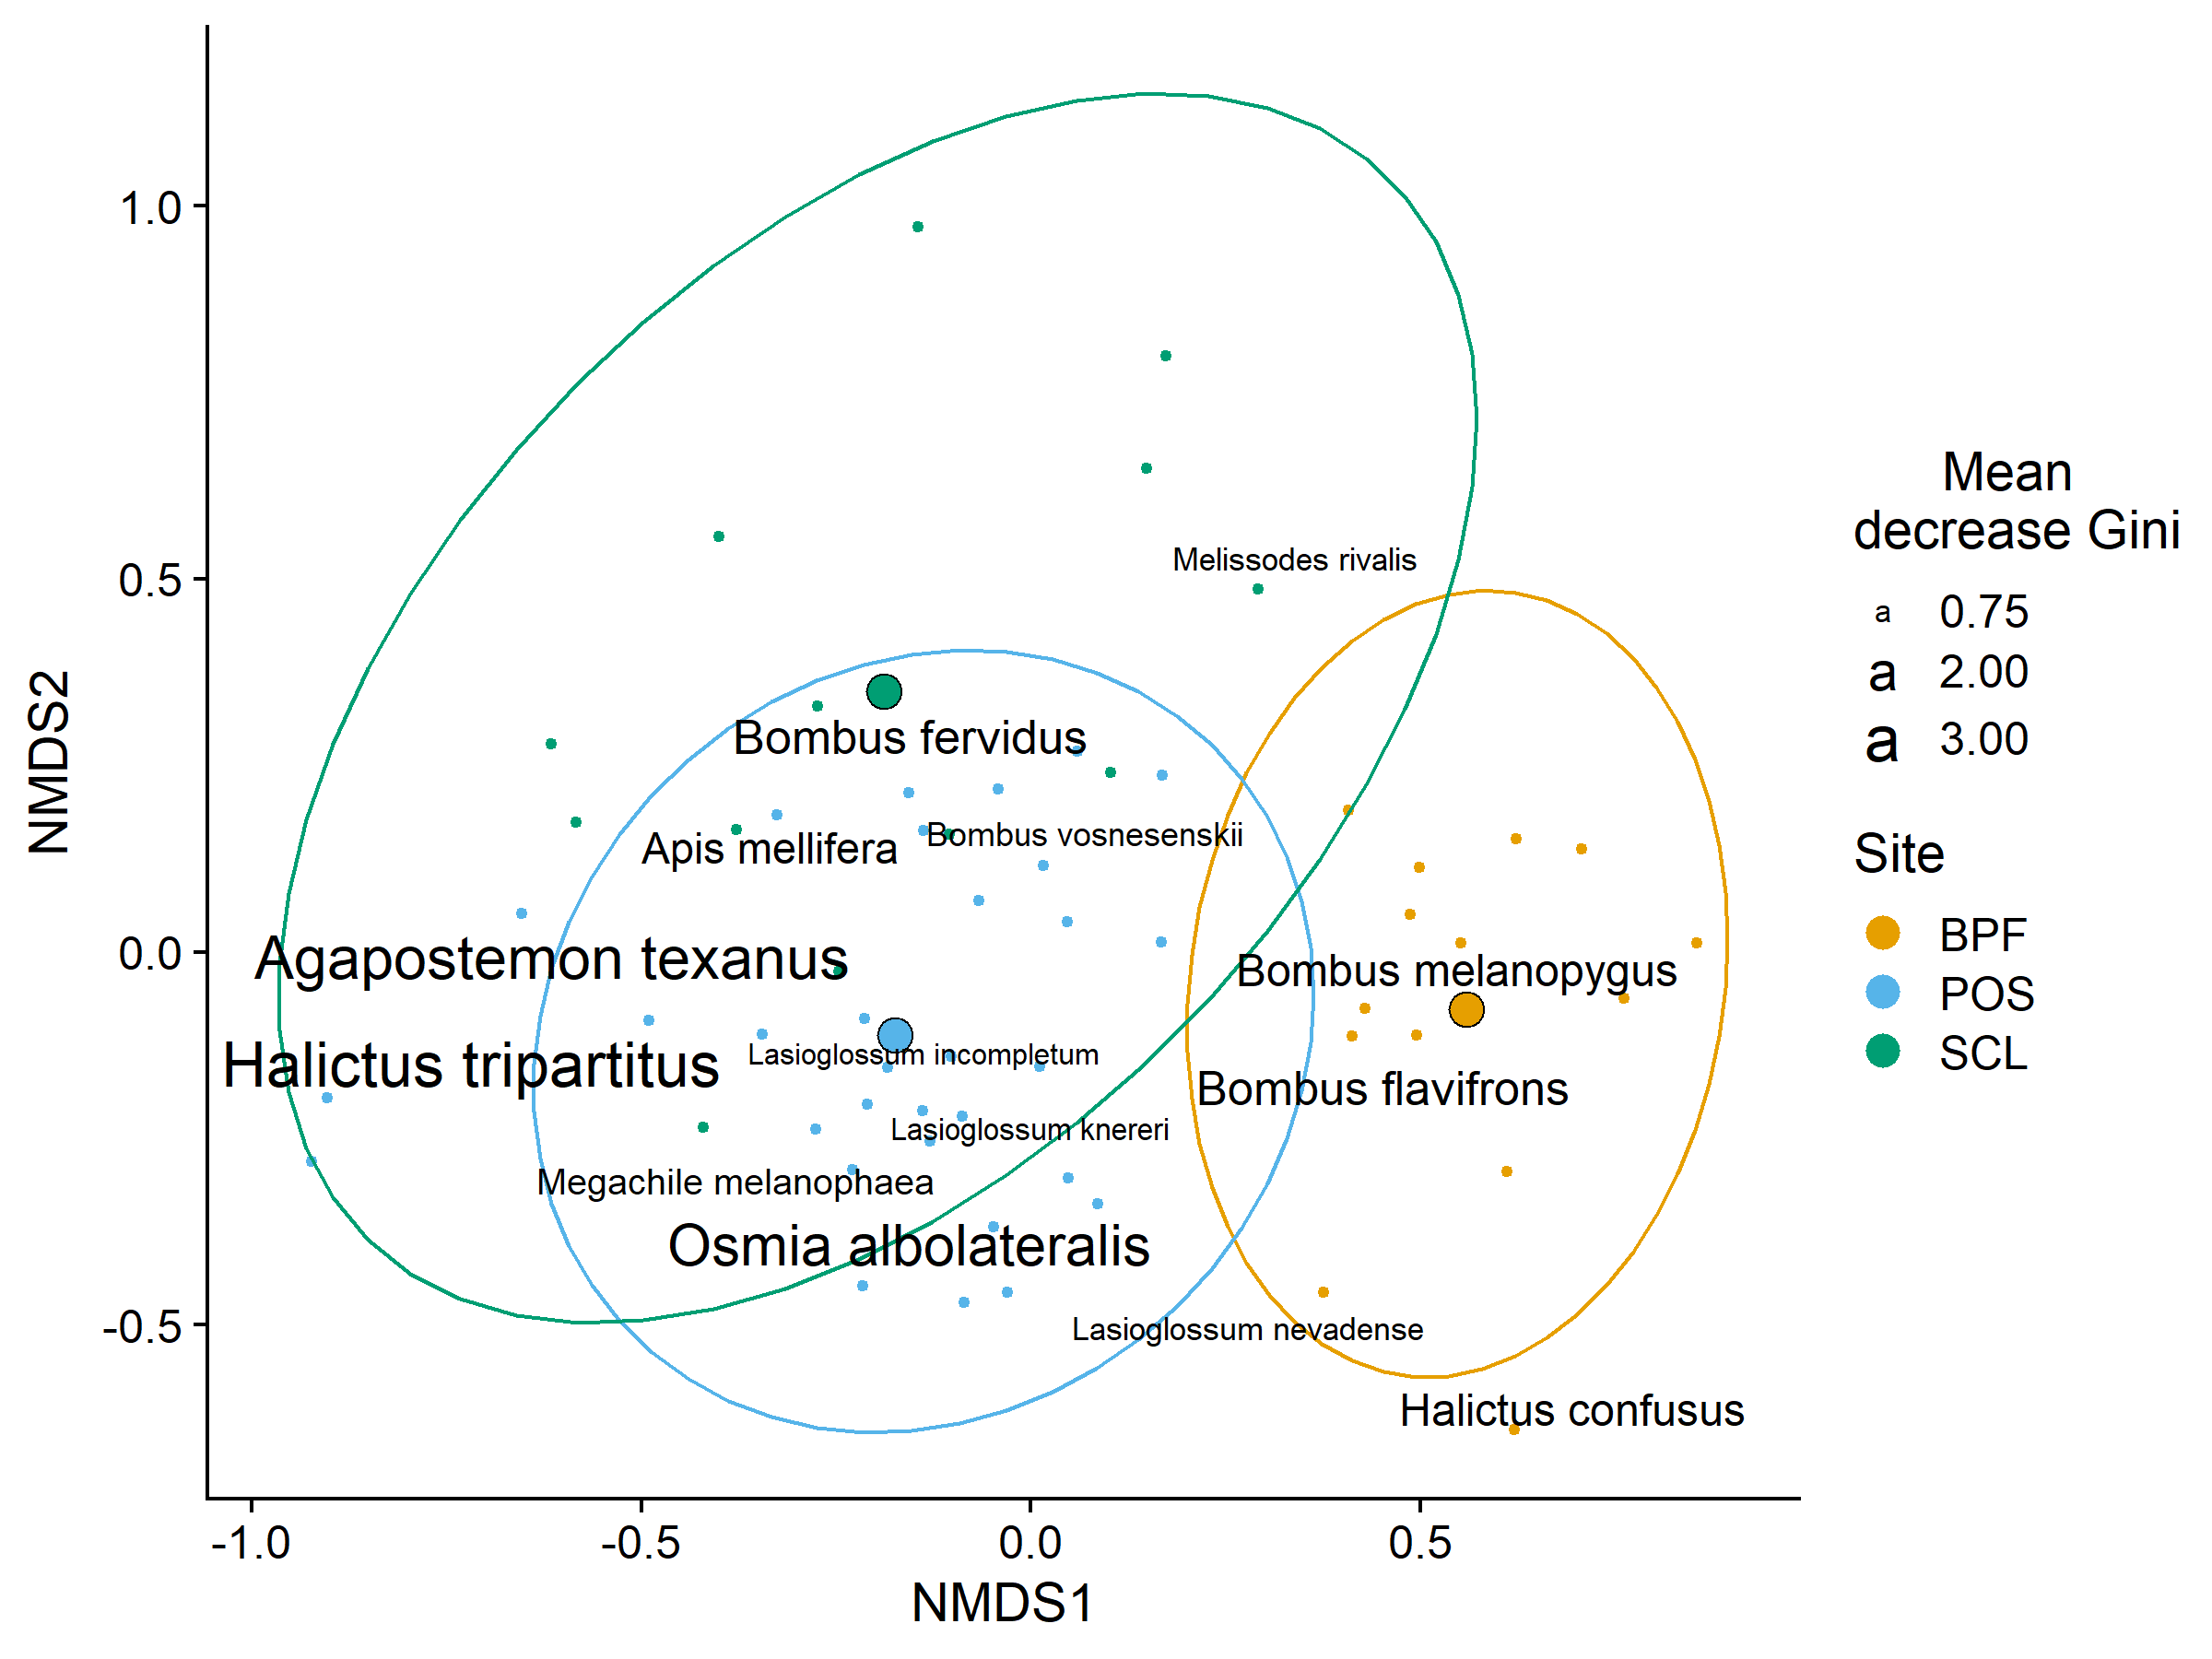 1.0
0.5
0.0
-0.5
NMDS2
-1.0
-0.5
0.0
0.5
NMDS1
Melissodes rivalis
Bombus fervidus
Bombus vosnesenskii
Apis mellifera
Agapostemon texanus
Bombus melanopygus
Lasioglossum incompletum
Halictus tripartitus
Bombus flavifrons
Lasioglossum knereri
Megachile melanophaea
Osmia albolateralis
Lasioglossum nevadense
Halictus confusus
Mean
decrease Gini
a 0.75
a 2.00
a 3.00
Site
BPF
POS
SCL